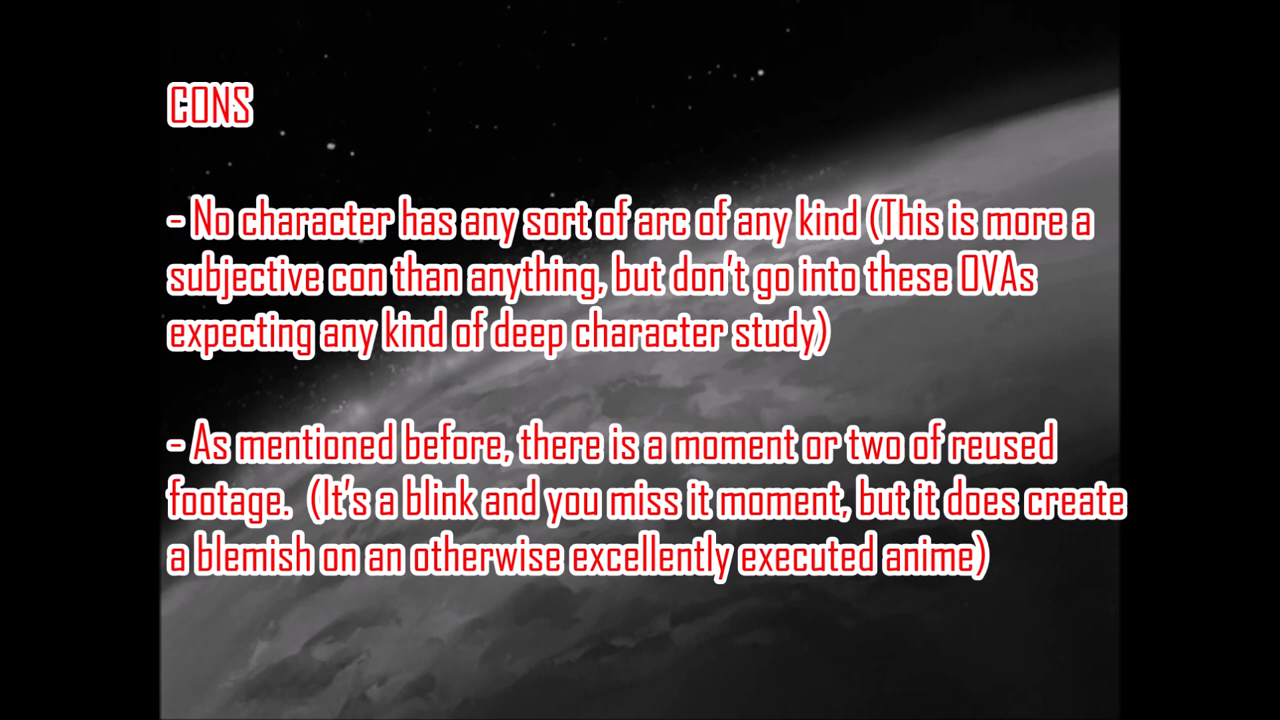 CONS
- No character has any sort of arc of any kind (This is more a
subjective con than anything, but don't go into these OVAs
expecting any kind of deep character study)
- As mentioned before, there is a moment or two of reused
footage.  (It's a blink and you miss it moment, but it does create
a blemish on an otherwise excellently executed anime)